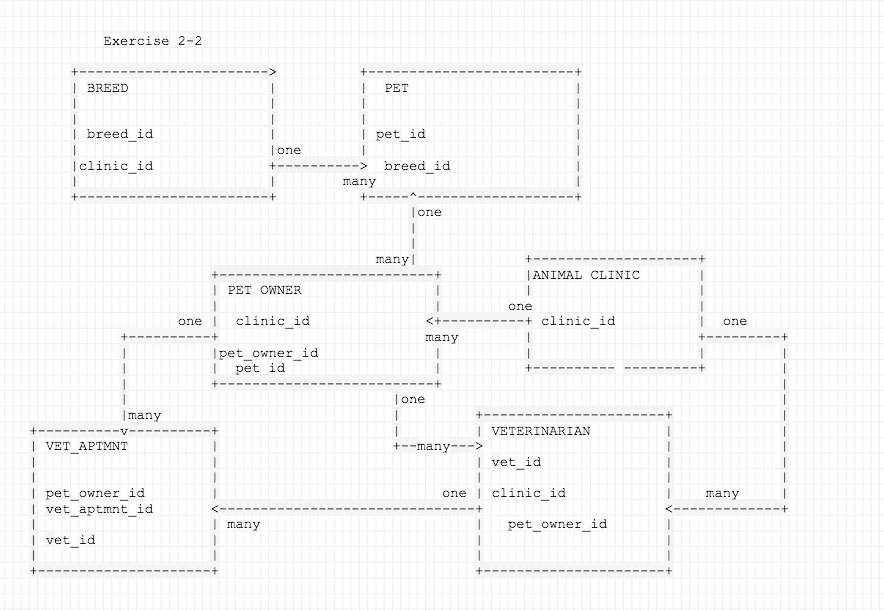 Exercise 2-2
BREED
breed_id
clinic_id
one
many
PET
pet_id
breed_id
one
many
PET OWNER
clinic_id
pet_owner_id
pet id
one
many
ANIMAL CLINIC
clinic_id
one
many
one
many
one
many
VET_APTMNT
pet_owner_id
vet_aptmnt_id
vet_id
one
many
VETERINARIAN
vet_id
clinic_id
pet_owner_id
one
many